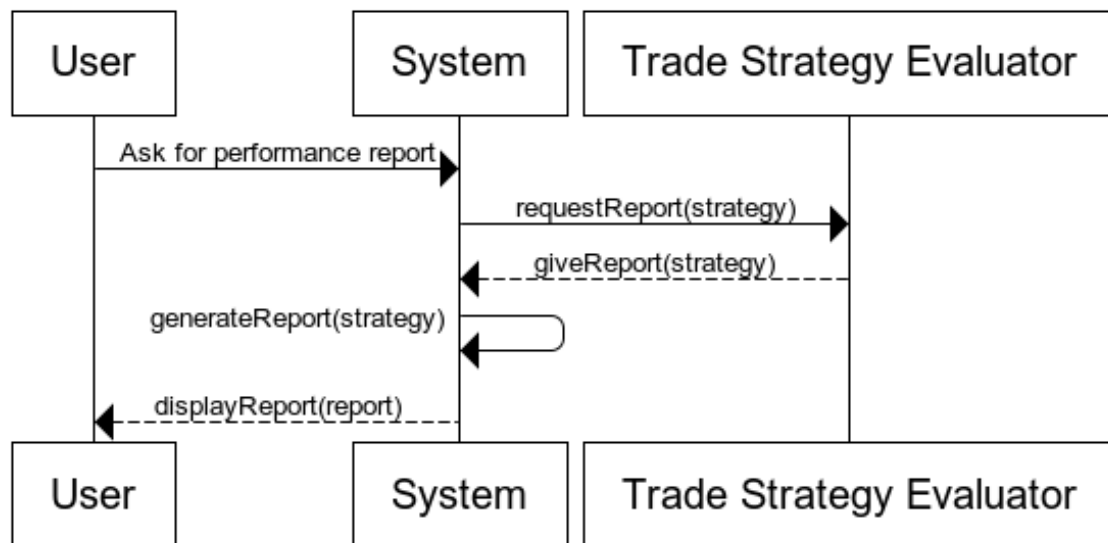 User
System
Trade Strategy Evaluator
Ask for performance report
requestReport(strategy)
giveReport(strategy)
generateReport(strategy)
displayReport(report)
User
System
Trade Strategy Evaluator